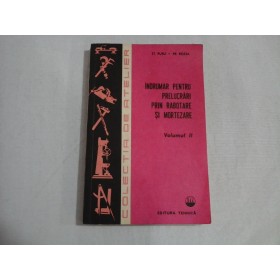 COLECȚIA DE ATELIER
ÎNDRUMAR PENTRU
PRELUCRĂRI
PRIN RABOTARE
ȘI MORTEZARE
Volumul II
EDITURA TEHNICĂ